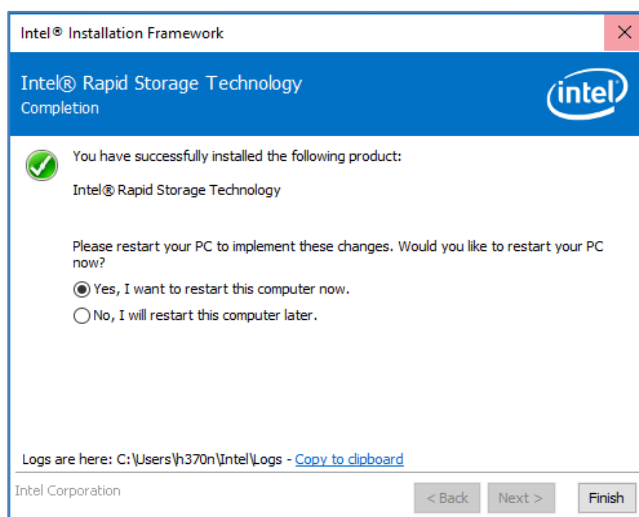 Intel® Installation Framework
Intel® Rapid Storage Technology
Completion
intel
You have successfully installed the following product:
Intel® Rapid Storage Technology
Please restart your PC to implement these changes. Would you like to restart your PC
now?
Yes, I want to restart this computer now.
No, I will restart this computer later.
Logs are here: C:\Users\h370n\Intel\Logs - Copy to clipboard
Intel Corporation
< Back Next > Finish